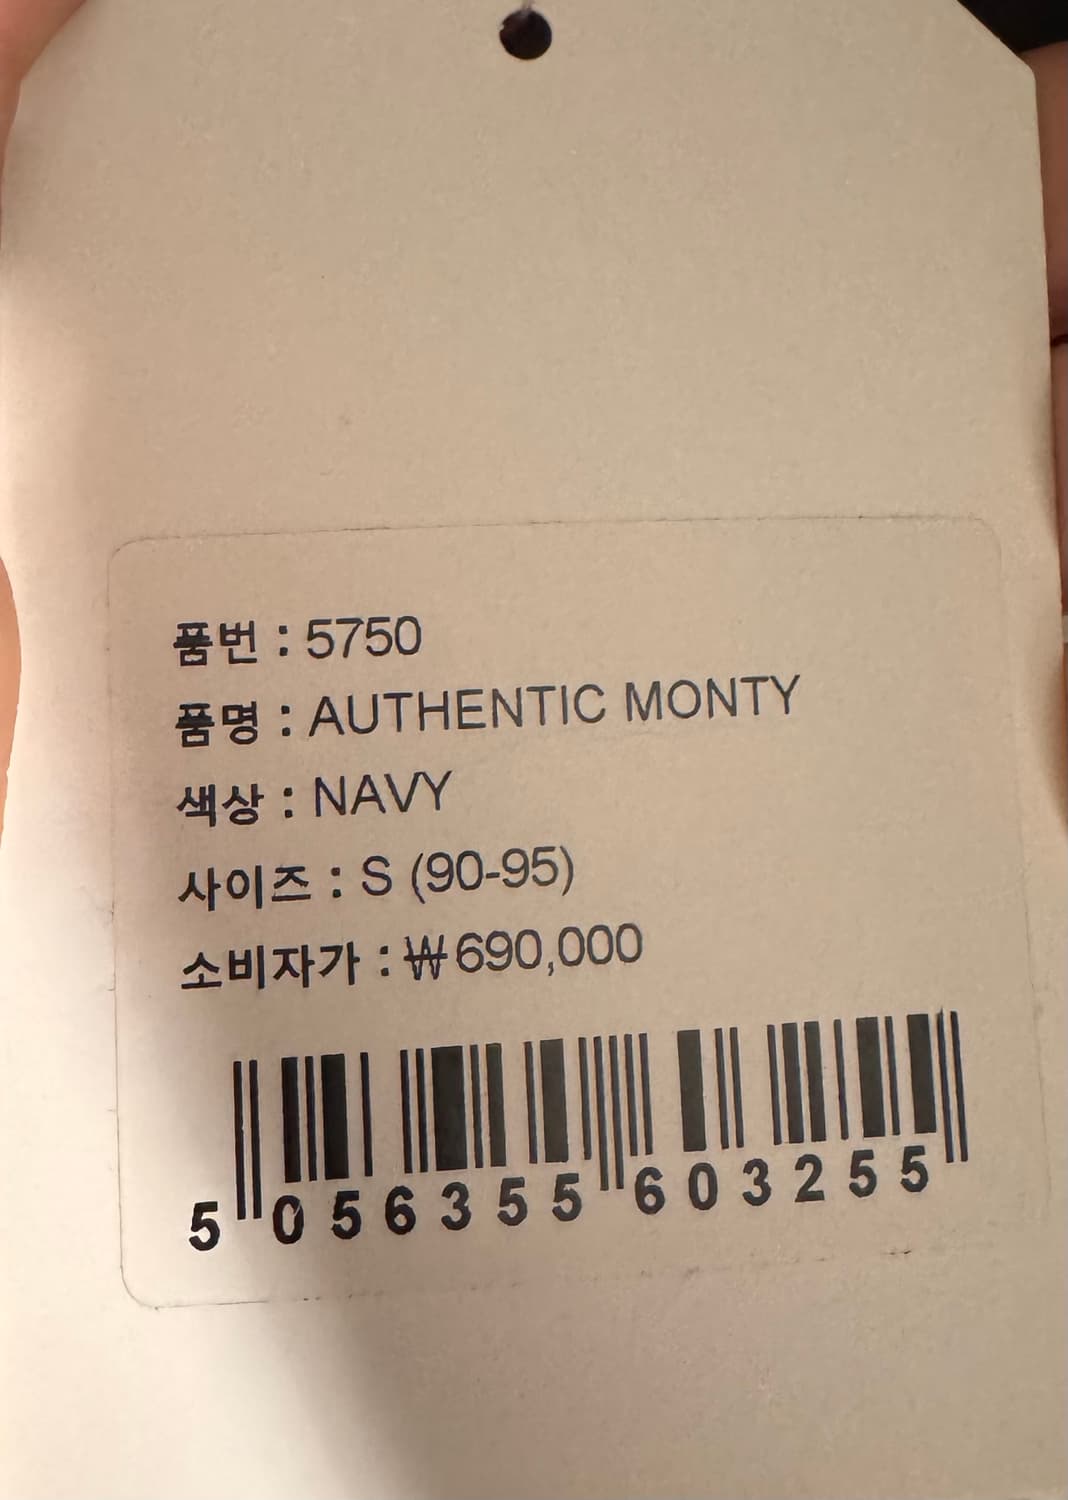 품번 : 5750
품명 : AUTHENTIC MONTY
색상 : NAVY
사이즈 : S (90-95)
소비자가 : ₩690,000
5 056355 603255